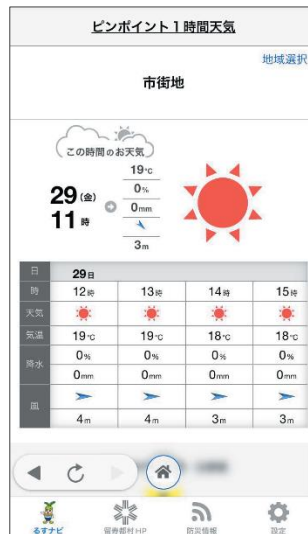 ピンポイント1時間天気
地域選択
市街地
この時間のお天気
29(金)
11時
19℃
0%
0mm
3m
日 29日
時 12時 13時 14時 15時
天気
気温 19℃ 19℃ 18℃ 18℃
降水 0% 0% 0% 0%
0mm 0mm 0mm 0mm
風
4m 4m 3m 3m
るすナビ 留寿都村HP 防災情報 設定